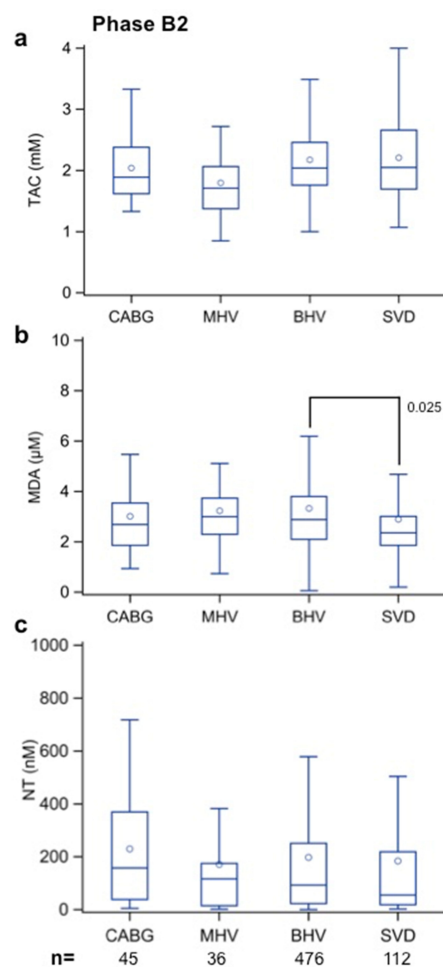 Phase B2
a
TAC (mM)
4
3
2
1
0
CABG MHV BHV SVD
b
MDA (µM)
10
8
6
4
2
0
0.025
CABG MHV BHV SVD
c
NT (nM)
1000
800
600
400
200
0
CABG MHV BHV SVD
n= 45 36 476 112